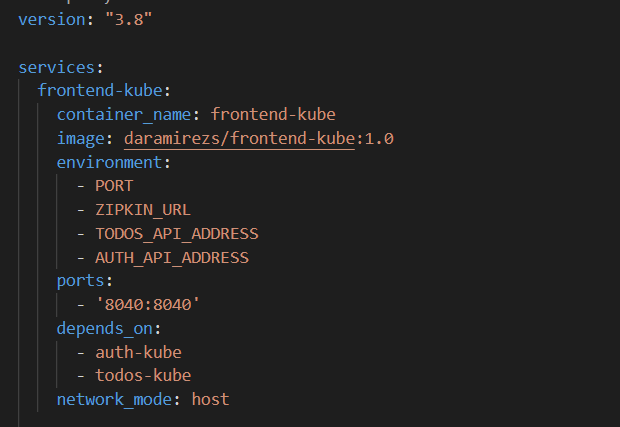 version: "3.8"
services:
frontend-kube:
container_name: frontend-kube
image: daramirezs/frontend-kube:1.0
environment:
- PORT
- ZIPKIN_URL
- TODOS_API_ADDRESS
- AUTH_API_ADDRESS
ports:
- '8040:8040'
depends_on:
- auth-kube
- todos-kube
network_mode: host